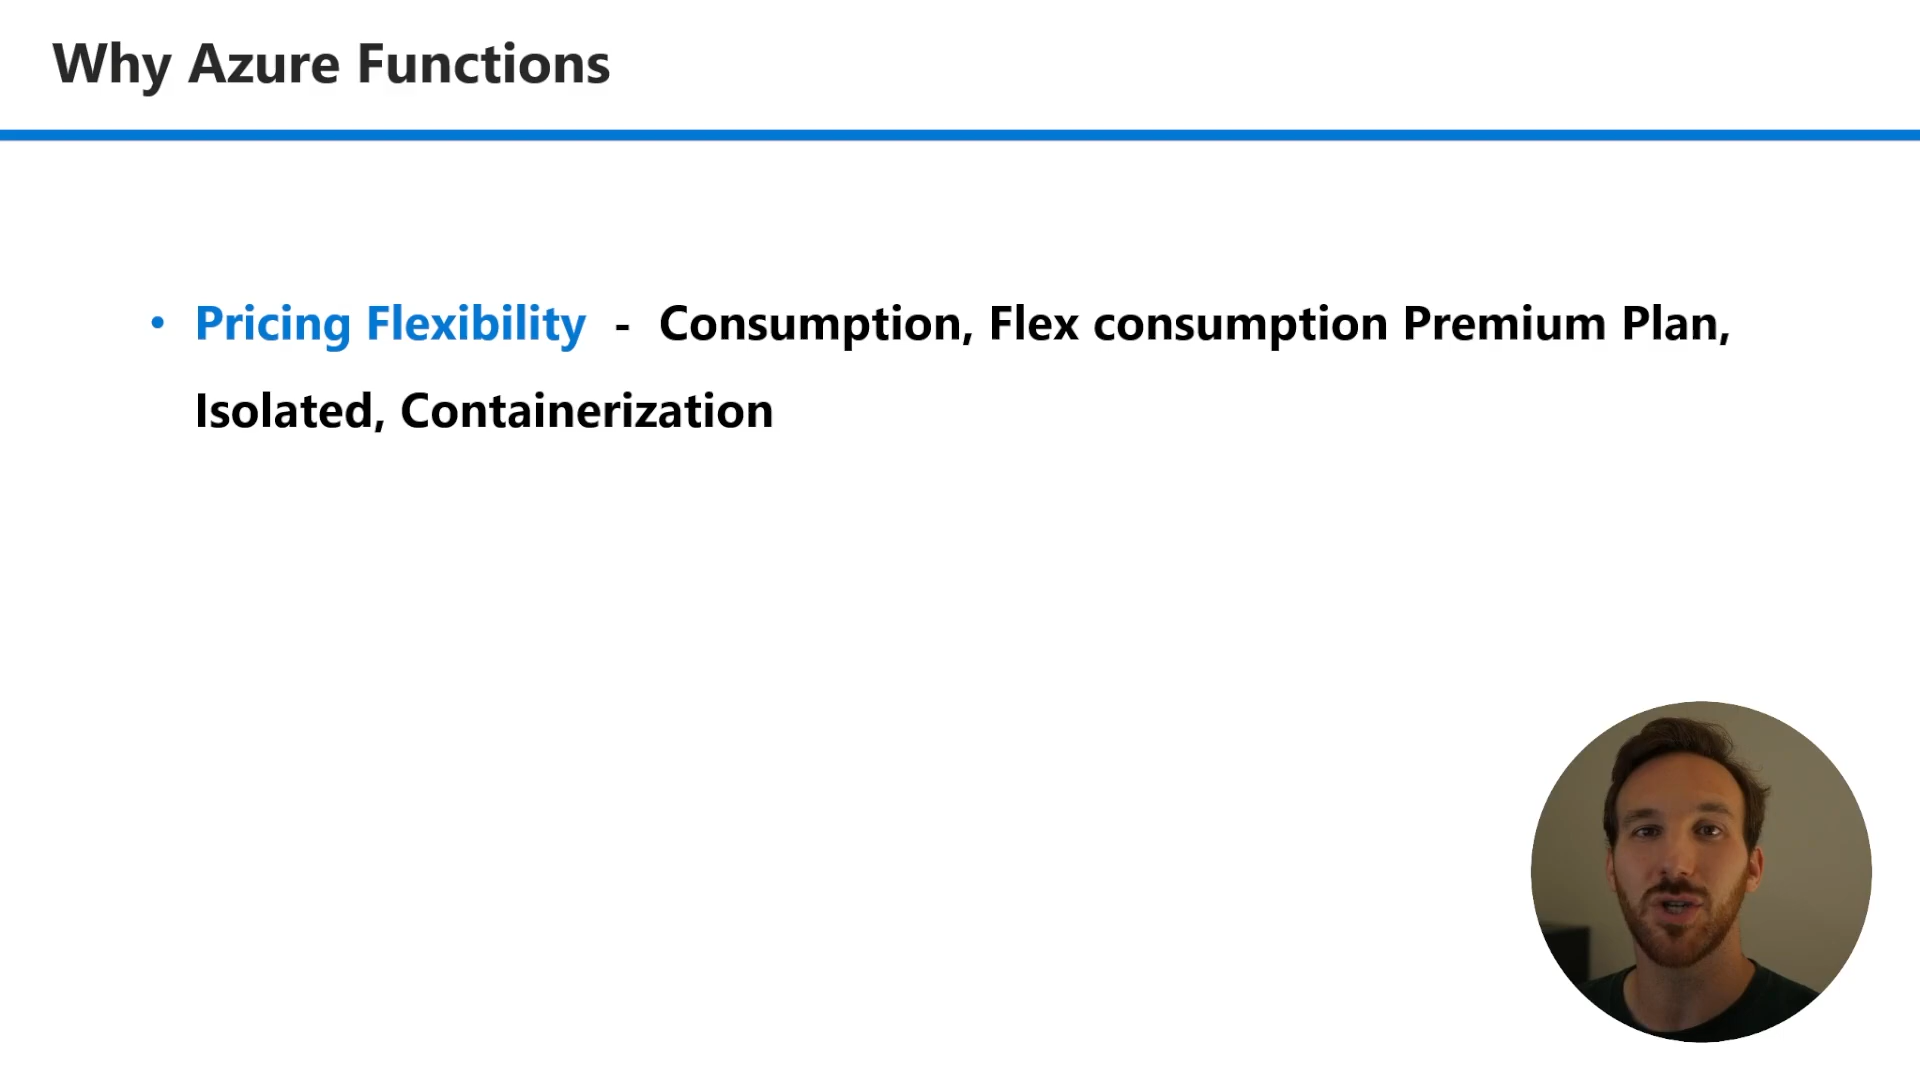 Why Azure Functions
• Pricing Flexibility - Consumption, Flex consumption Premium Plan,
Isolated, Containerization